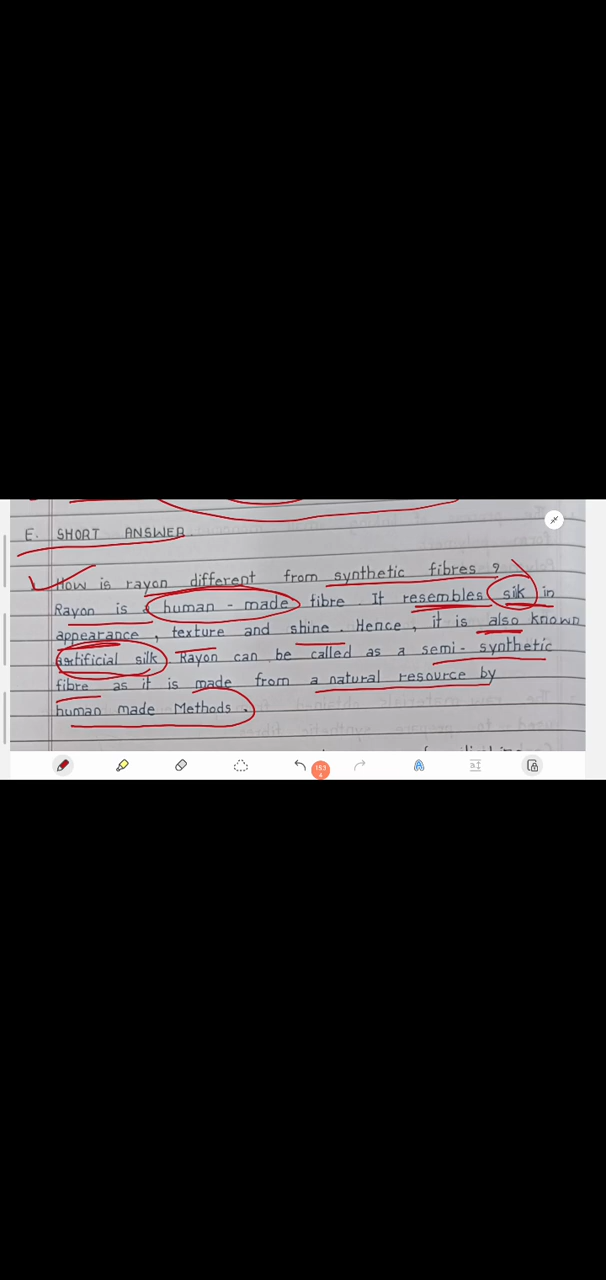 E. SHORT ANSWER.
How is rayon different from synthetic fibres ?
Rayon is a human - made fibre . It resembles silk in
appearance , texture and shine . Hence , it is also known
artificial silk Rayon can be called as a semi - synthetic
fibre as it is made from a natural resource by
human made Methods .